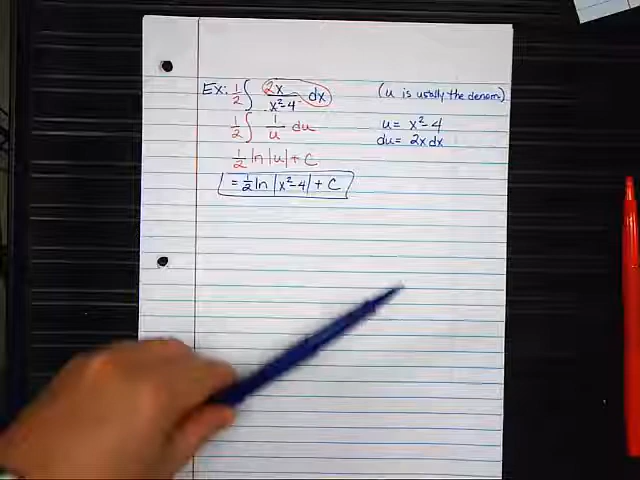 Ex: 1/2 ∫ 2x/(x²-4) dx (u is usally the denom)
1/2 ∫ 1/u du u = x²-4
1/2 ln|u| + C du = 2x dx
= 1/2 ln |x²-4| + C